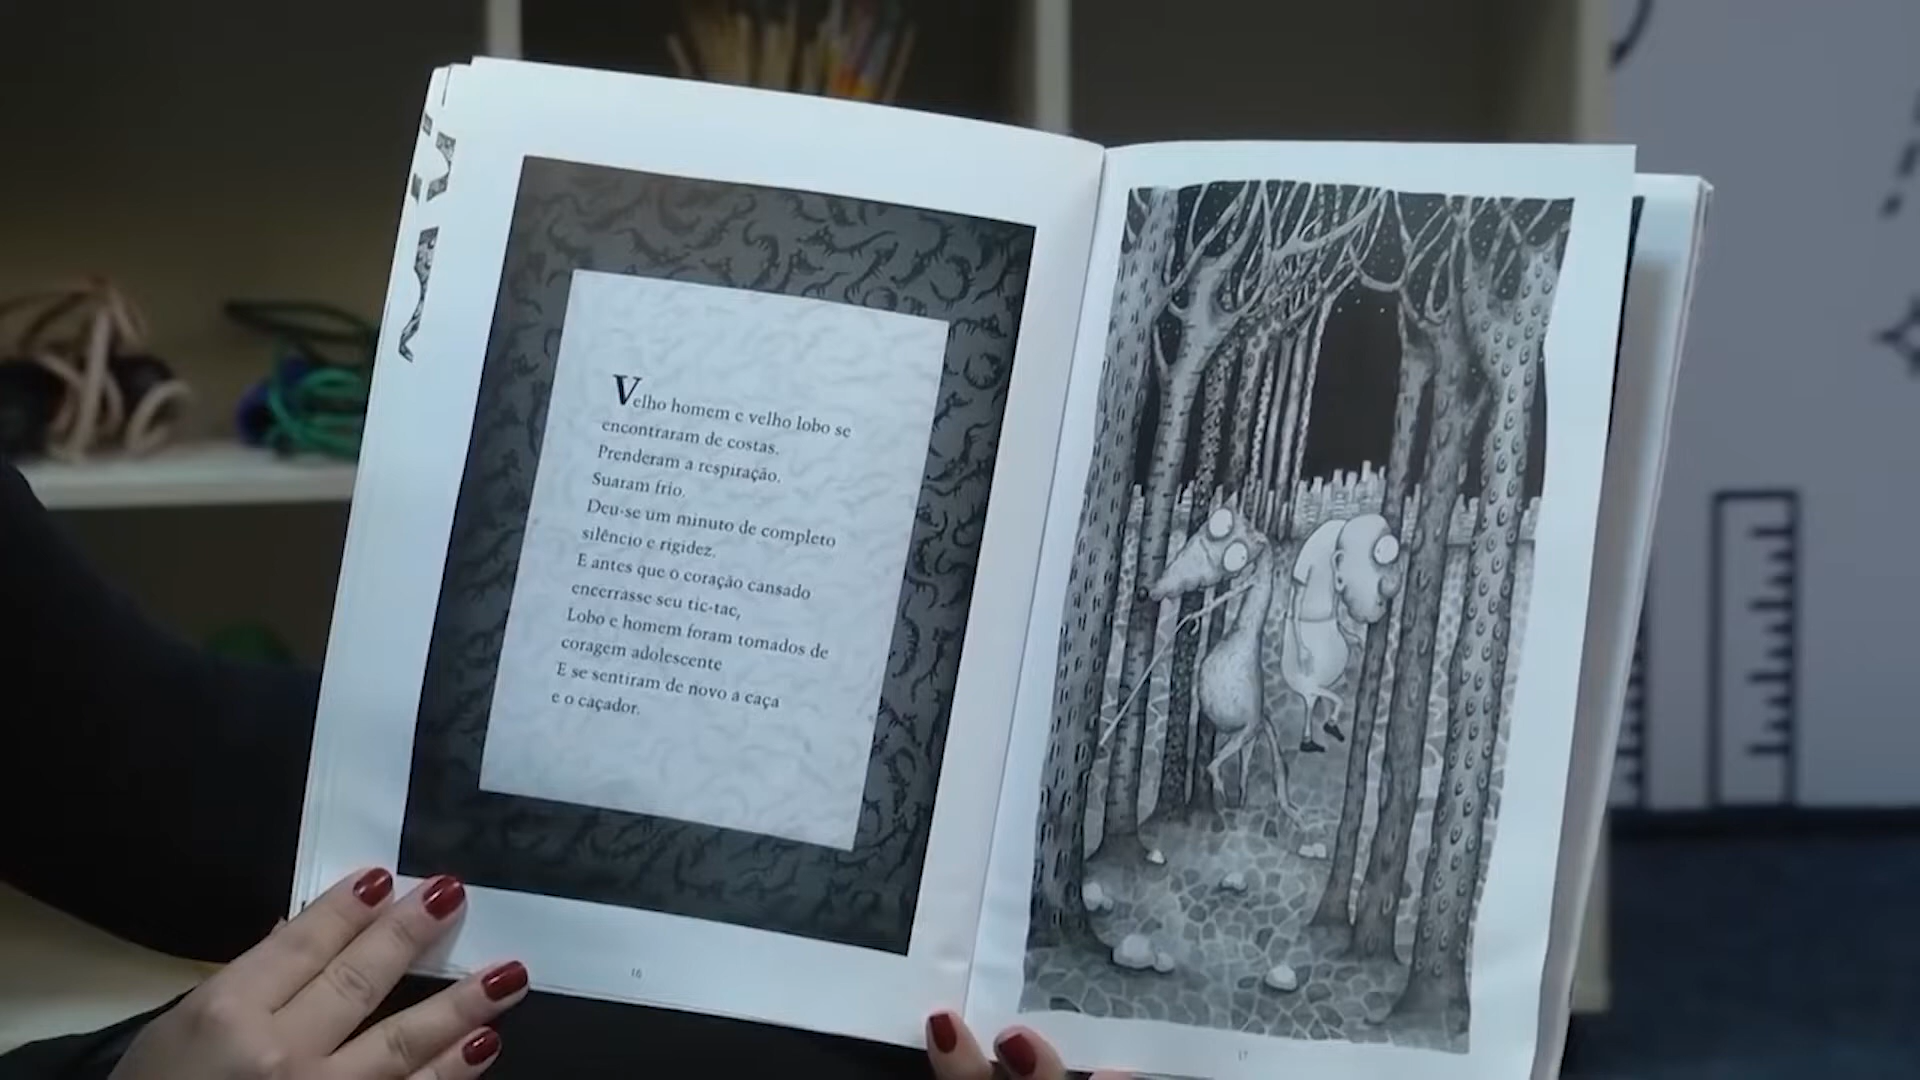 Velho homem e velho lobo se
encontraram de costas.
Prenderam a respiração.
Suaram frio.
Deu-se um minuto de completo
silêncio e rigidez.
E antes que o coração cansado
encerrasse seu tic-tac,
Lobo e homem foram tomados de
coragem adolescente
E se sentiram de novo a caça
e o caçador.
16
17